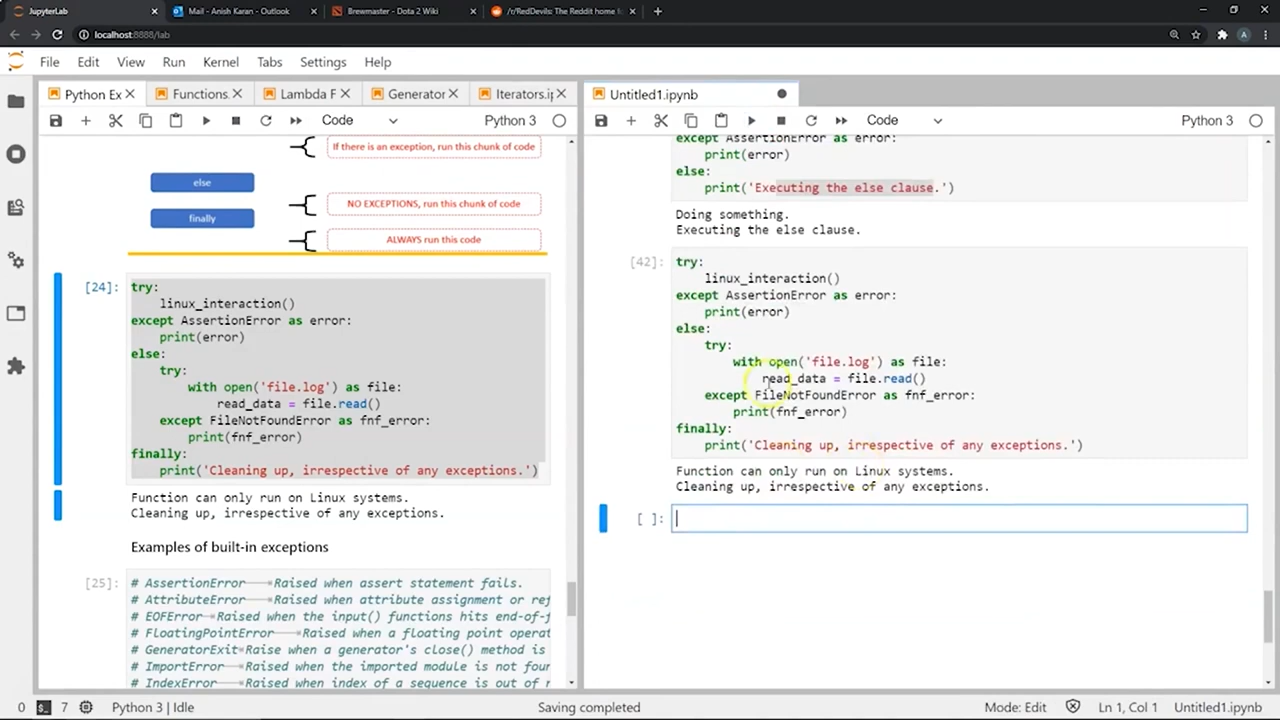 JupyterLab
Mail - Anish Karan - Outlook
Brewmaster - Dota 2 Wiki
/r/RedDevils: The Reddit home f
localhost:8888/lab
A
File Edit View Run Kernel Tabs Settings Help
Python Ex
Functions.
Lambda F
Generator
Iterators.ip
Untitled1.ipynb
Code
Python 3
Code
Python 3
If there is an exception, run this chunk of code
else
NO EXCEPTIONS, run this chunk of code
finally
ALWAYS run this code
[24]:
try:
linux_interaction()
except AssertionError as error:
print(error)
else:
try:
with open('file.log') as file:
read_data = file.read()
except FileNotFoundError as fnf_error:
print(fnf_error)
finally:
print('Cleaning up, irrespective of any exceptions.')
Function can only run on Linux systems.
Cleaning up, irrespective of any exceptions.
Examples of built-in exceptions
[25]:
# AssertionError Raised when assert statement fails.
# AttributeError Raised when attribute assignment or ref
# EOFError Raised when the input() functions hits end-of-f
# FloatingPointError Raised when a floating point operat
# GeneratorExit Raise when a generator's close() method is
# ImportError Raised when the imported module is not foun
# IndexError Raised when index of a sequence is out of r
except AssertionError as error:
print(error)
else:
print('Executing the else clause.')
Doing something.
Executing the else clause.
[42]:
try:
linux_interaction()
except AssertionError as error:
print(error)
else:
try:
with open('file.log') as file:
read_data = file.read()
except FileNotFoundError as fnf_error:
print(fnf_error)
finally:
print('Cleaning up, irrespective of any exceptions.')
Function can only run on Linux systems.
Cleaning up, irrespective of any exceptions.
[ ]:
0 7 Python 3 | Idle Saving completed Mode: Edit Ln 1, Col 1 Untitled1.ipynb